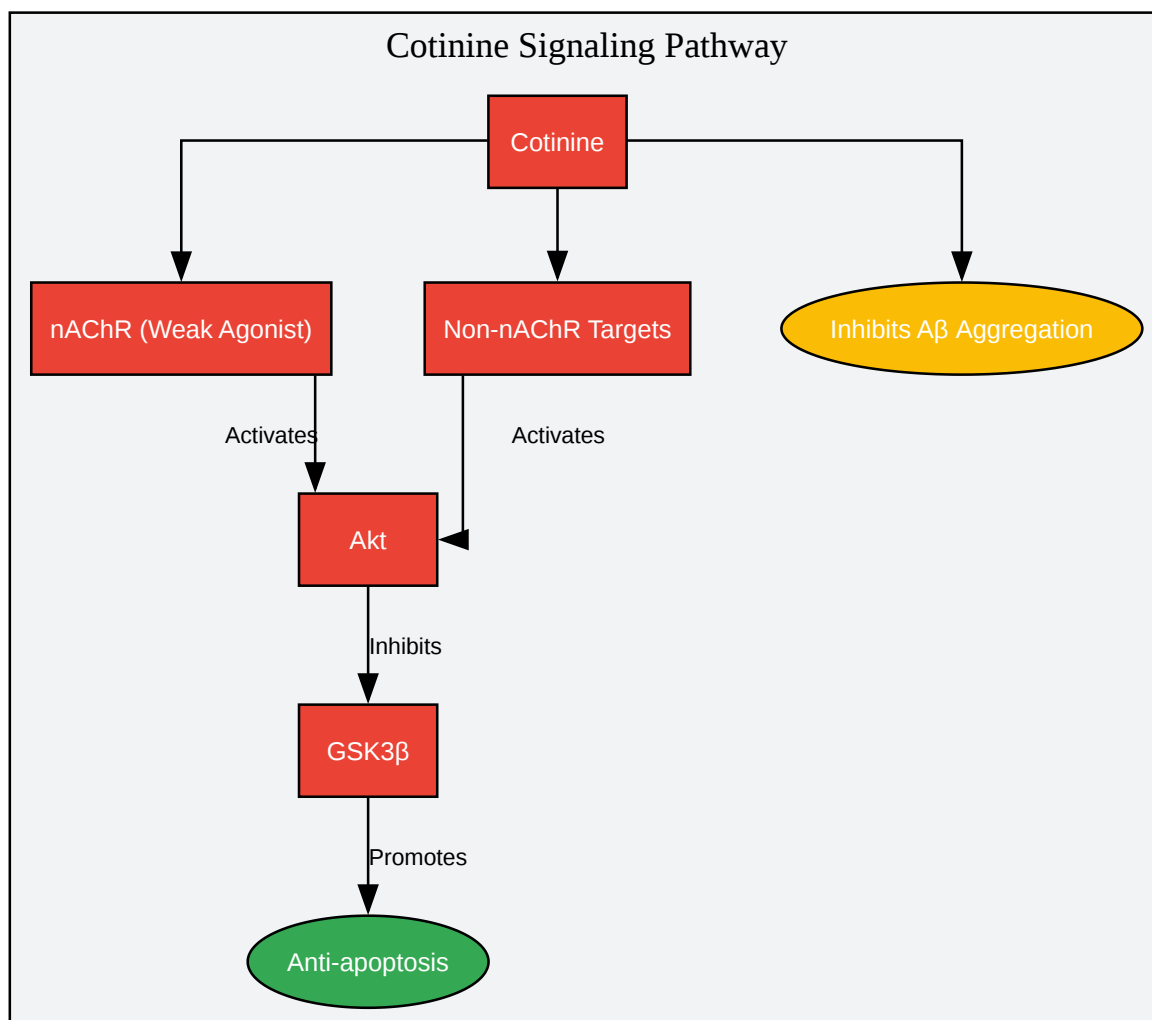 Cotinine Signaling Pathway
Cotinine
nAChR (Weak Agonist)
Non-nAChR Targets
Inhibits Aβ Aggregation
Activates
Activates
Akt
Inhibits
GSK3β
Promotes
Anti-apoptosis